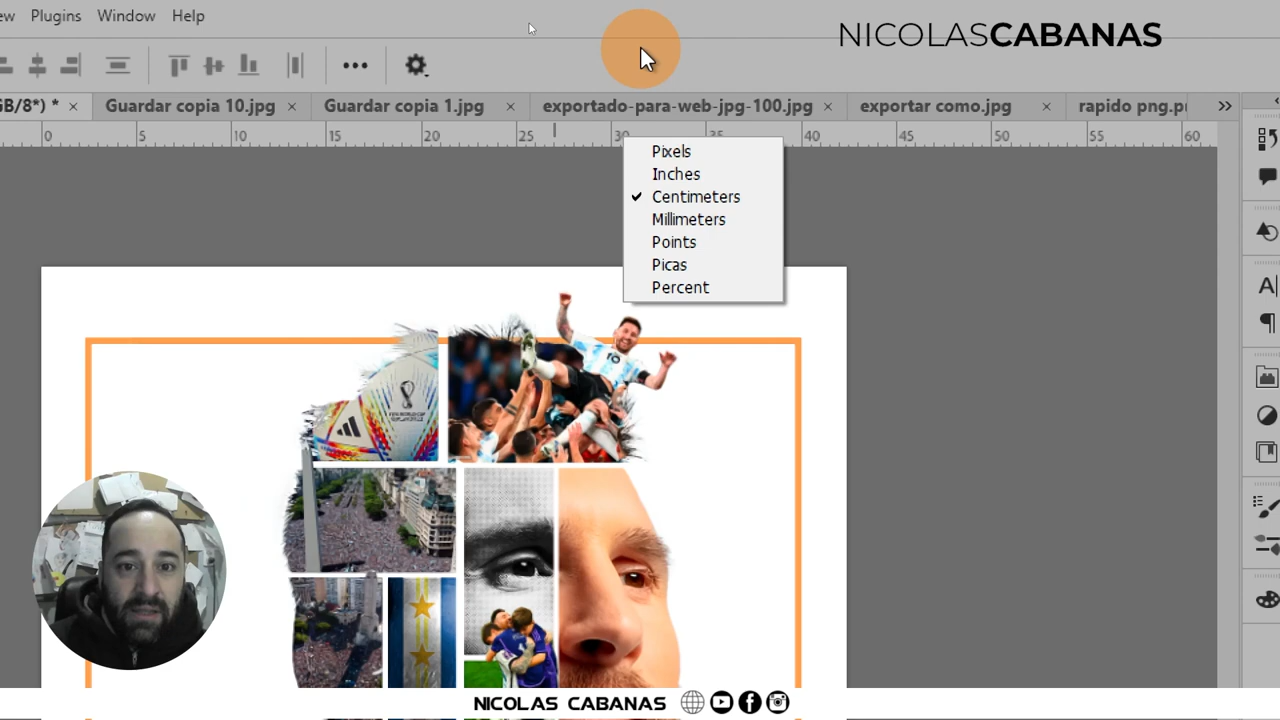 ew Plugins Window Help
NICOLASCABANAS
GB/8*) * × Guardar copia 10.jpg × Guardar copia 1.jpg × exportado-para-web-jpg-100.jpg × exportar como.jpg × rapido png.p
0 5 10 15 20 25 30 35 40 45 50 55 60
Pixels
Inches
Centimeters
Millimeters
Points
Picas
Percent
10
NICOLAS CABANAS